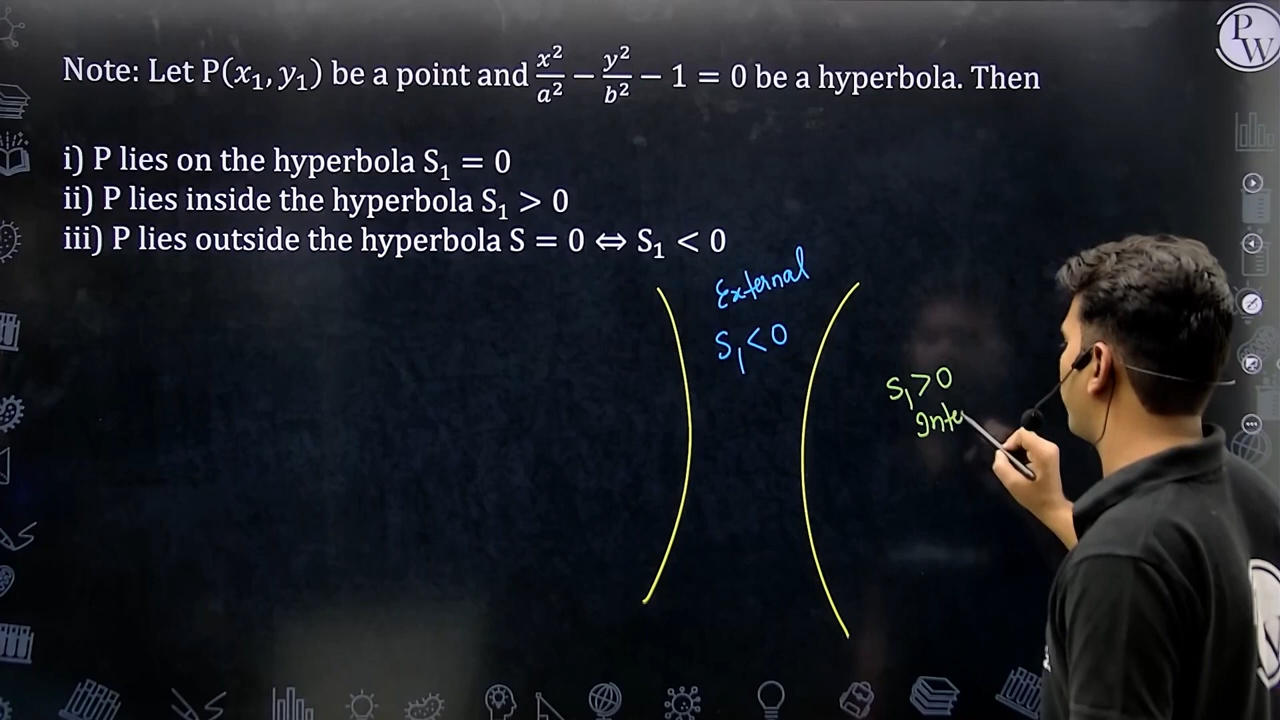 Note: Let P(x₁, y₁) be a point and x²/a² − y²/b² − 1 = 0 be a hyperbola. Then
i) P lies on the hyperbola S₁ = 0
ii) P lies inside the hyperbola S₁ > 0
iii) P lies outside the hyperbola S = 0 ⇔ S₁ < 0
External
S₁ < 0
S₁ > 0
Inte
P
W